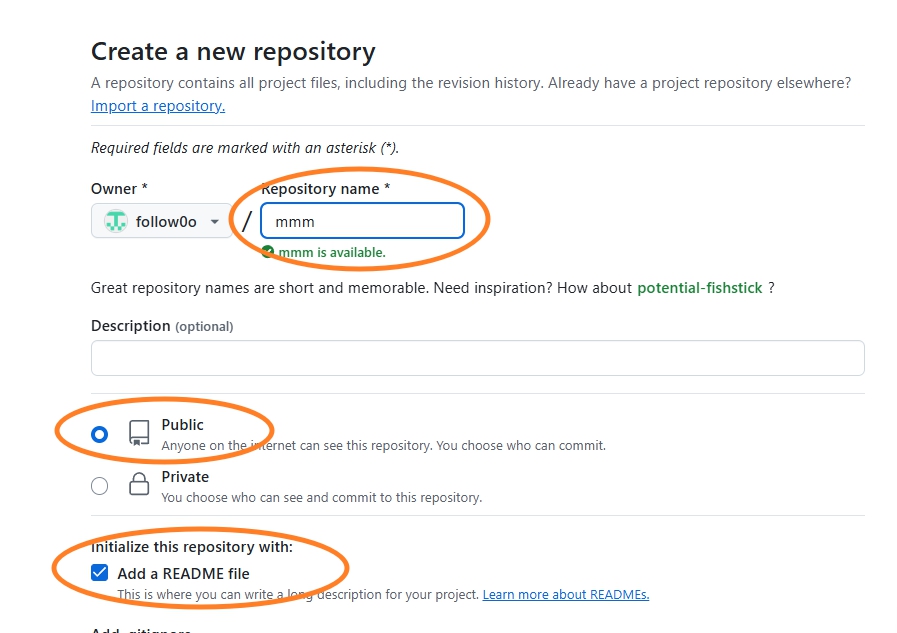 Create a new repository
A repository contains all project files, including the revision history. Already have a project repository elsewhere?
Import a repository.
Required fields are marked with an asterisk (*).
Owner * Repository name *
follow0o / mmm
mmm is available.
Great repository names are short and memorable. Need inspiration? How about potential-fishstick ?
Description (optional)
Public
Anyone on the internet can see this repository. You choose who can commit.
Private
You choose who can see and commit to this repository.
Initialize this repository with:
Add a README file
This is where you can write a long description for your project. Learn more about READMEs.
Add .gitignore